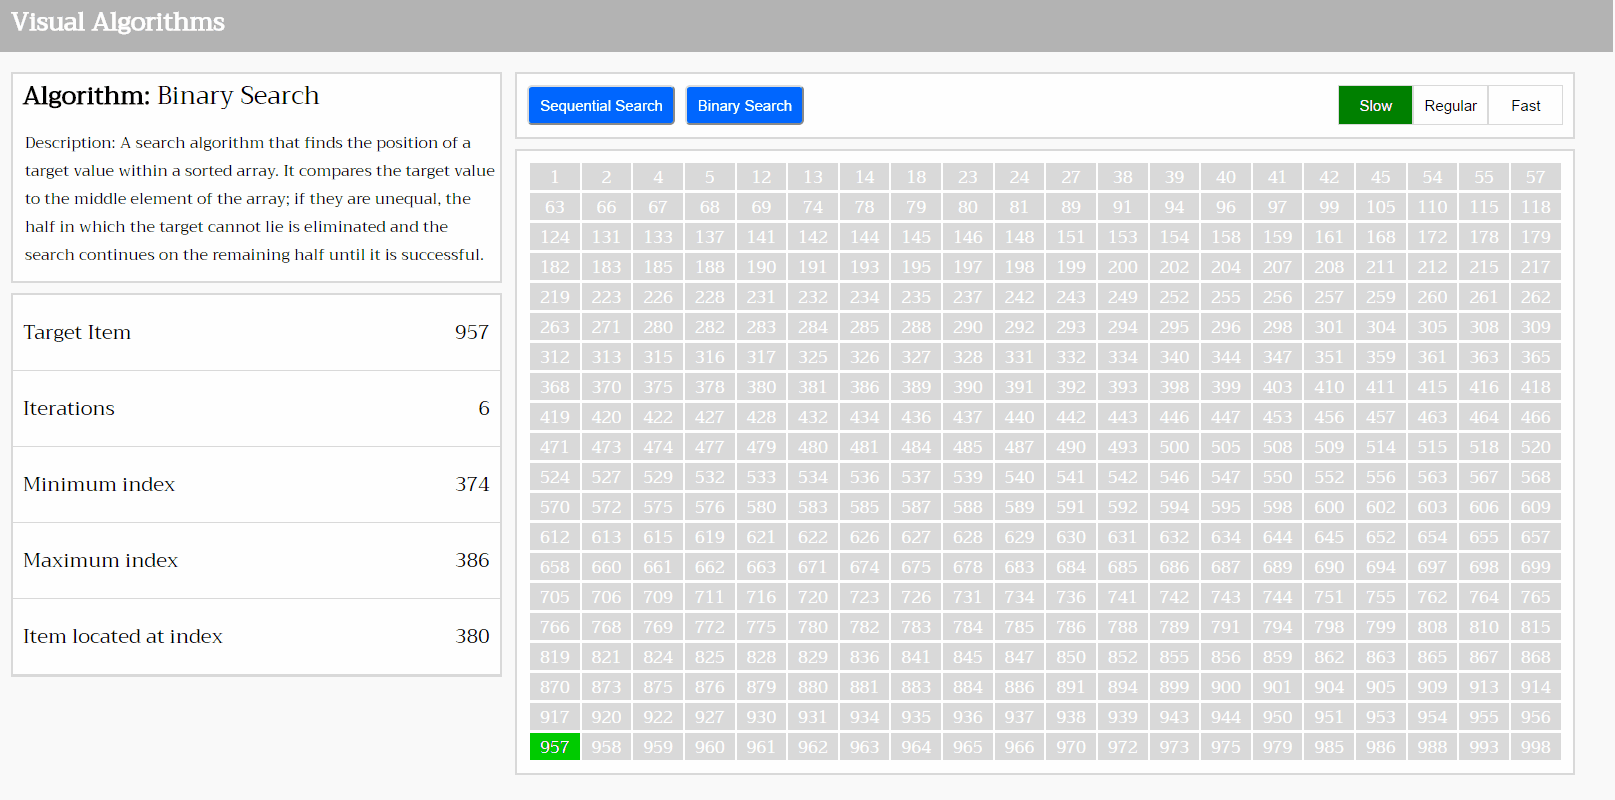 Visual Algorithms
Algorithm: Binary Search
Description: A search algorithm that finds the position of a
target value within a sorted array. It compares the target value
to the middle element of the array; if they are unequal, the
half in which the target cannot lie is eliminated and the
search continues on the remaining half until it is successful.
Target Item 957
Iterations 6
Minimum index 374
Maximum index 386
Item located at index 380
Sequential Search Binary Search Slow Regular Fast
1 2 4 5 12 13 14 18 23 24 27 38 39 40 41 42 45 54 55 57
63 66 67 68 69 74 78 79 80 81 89 91 94 96 97 99 105 110 115 118
124 131 133 137 141 142 144 145 146 148 151 153 154 158 159 161 168 172 178 179
182 183 185 188 190 191 193 195 197 198 199 200 202 204 207 208 211 212 215 217
219 223 226 228 231 232 234 235 237 242 243 249 252 255 256 257 259 260 261 262
263 271 280 282 283 284 285 288 290 292 293 294 295 296 298 301 304 305 308 309
312 313 315 316 317 325 326 327 328 331 332 334 340 344 347 351 359 361 363 365
368 370 375 378 380 381 386 389 390 391 392 393 398 399 403 410 411 415 416 418
419 420 422 427 428 432 434 436 437 440 442 443 446 447 453 456 457 463 464 466
471 473 474 477 479 480 481 484 485 487 490 493 500 505 508 509 514 515 518 520
524 527 529 532 533 534 536 537 539 540 541 542 546 547 550 552 556 563 567 568
570 572 575 576 580 583 585 587 588 589 591 592 594 595 598 600 602 603 606 609
612 613 615 619 621 622 626 627 628 629 630 631 632 634 644 645 652 654 655 657
658 660 661 662 663 671 674 675 678 683 684 685 686 687 689 690 694 697 698 699
705 706 709 711 716 720 723 726 731 734 736 741 742 743 744 751 755 762 764 765
766 768 769 772 775 780 782 783 784 785 786 788 789 791 794 798 799 808 810 815
819 821 824 825 828 829 836 841 845 847 850 852 855 856 859 862 863 865 867 868
870 873 875 876 879 880 881 883 884 886 891 894 899 900 901 904 905 909 913 914
917 920 922 927 930 931 934 935 936 937 938 939 943 944 950 951 953 954 955 956
957 958 959 960 961 962 963 964 965 966 970 972 973 975 979 985 986 988 993 998